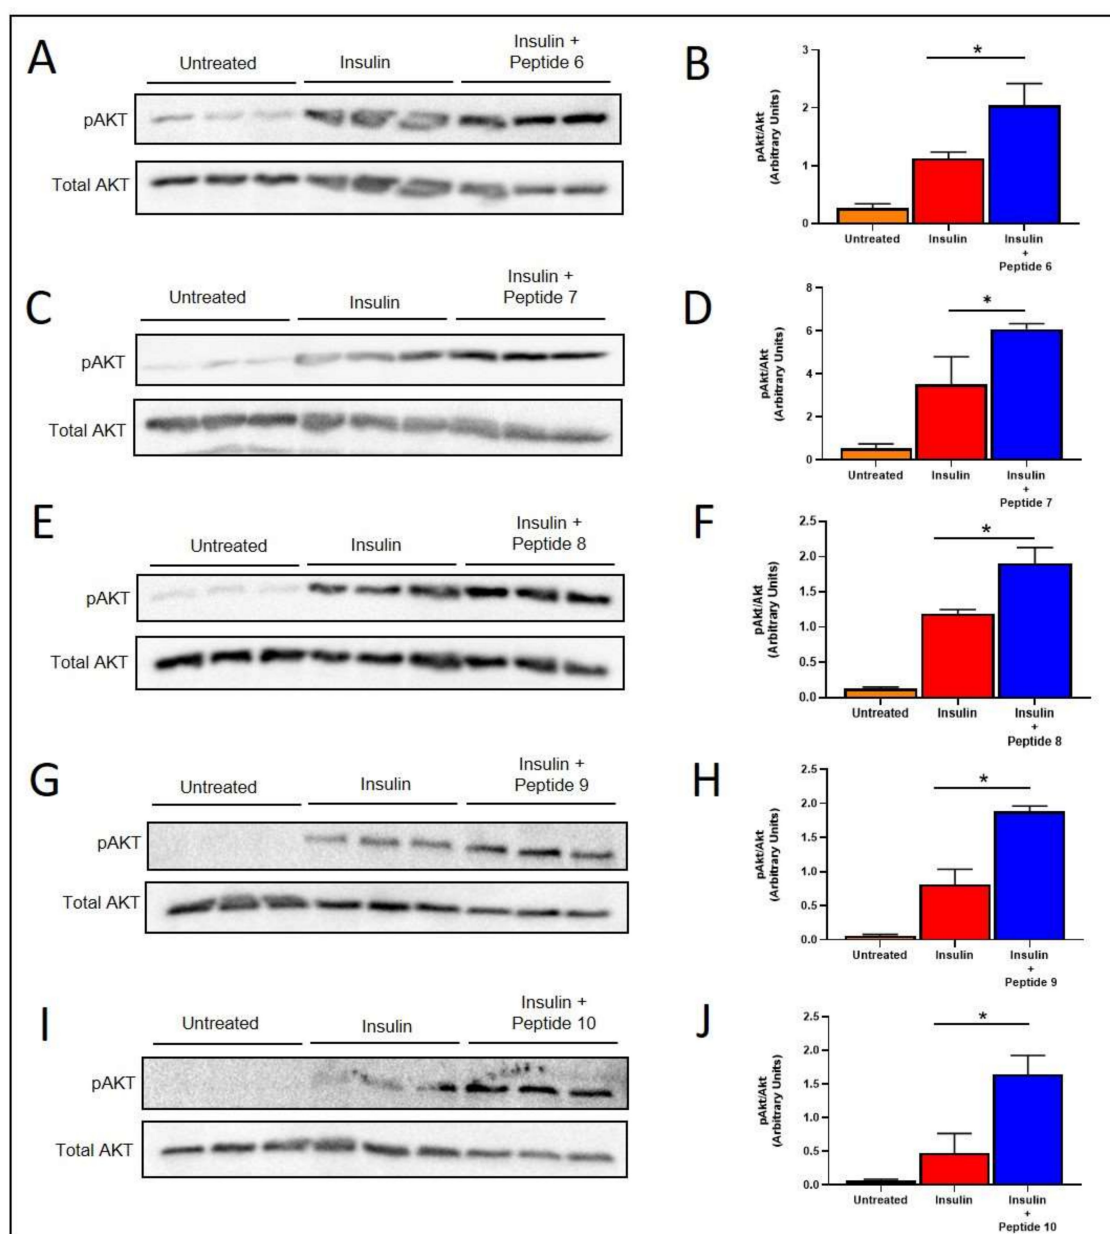 A
Untreated
Insulin
Insulin +
Peptide 6
pAKT
Total AKT
B
pAkt/Akt
(Arbitrary Units)
3
2
1
0
*
Untreated
Insulin
Insulin
+
Peptide 6
C
Untreated
Insulin
Insulin +
Peptide 7
pAKT
Total AKT
D
pAkt/Akt
(Arbitrary Units)
8
6
4
2
0
*
Untreated
Insulin
Insulin
+
Peptide 7
E
Untreated
Insulin
Insulin +
Peptide 8
pAKT
Total AKT
F
pAkt/Akt
(Arbitrary Units)
2.5
2.0
1.5
1.0
0.5
0.0
*
Untreated
Insulin
Insulin
+
Peptide 8
G
Untreated
Insulin
Insulin +
Peptide 9
pAKT
Total AKT
H
pAkt/Akt
(Arbitrary Units)
2.5
2.0
1.5
1.0
0.5
0.0
*
Untreated
Insulin
Insulin
+
Peptide 9
I
Untreated
Insulin
Insulin +
Peptide 10
pAKT
Total AKT
J
pAkt/Akt
(Arbitrary Units)
2.5
2.0
1.5
1.0
0.5
0.0
*
Untreated
Insulin
Insulin
+
Peptide 10